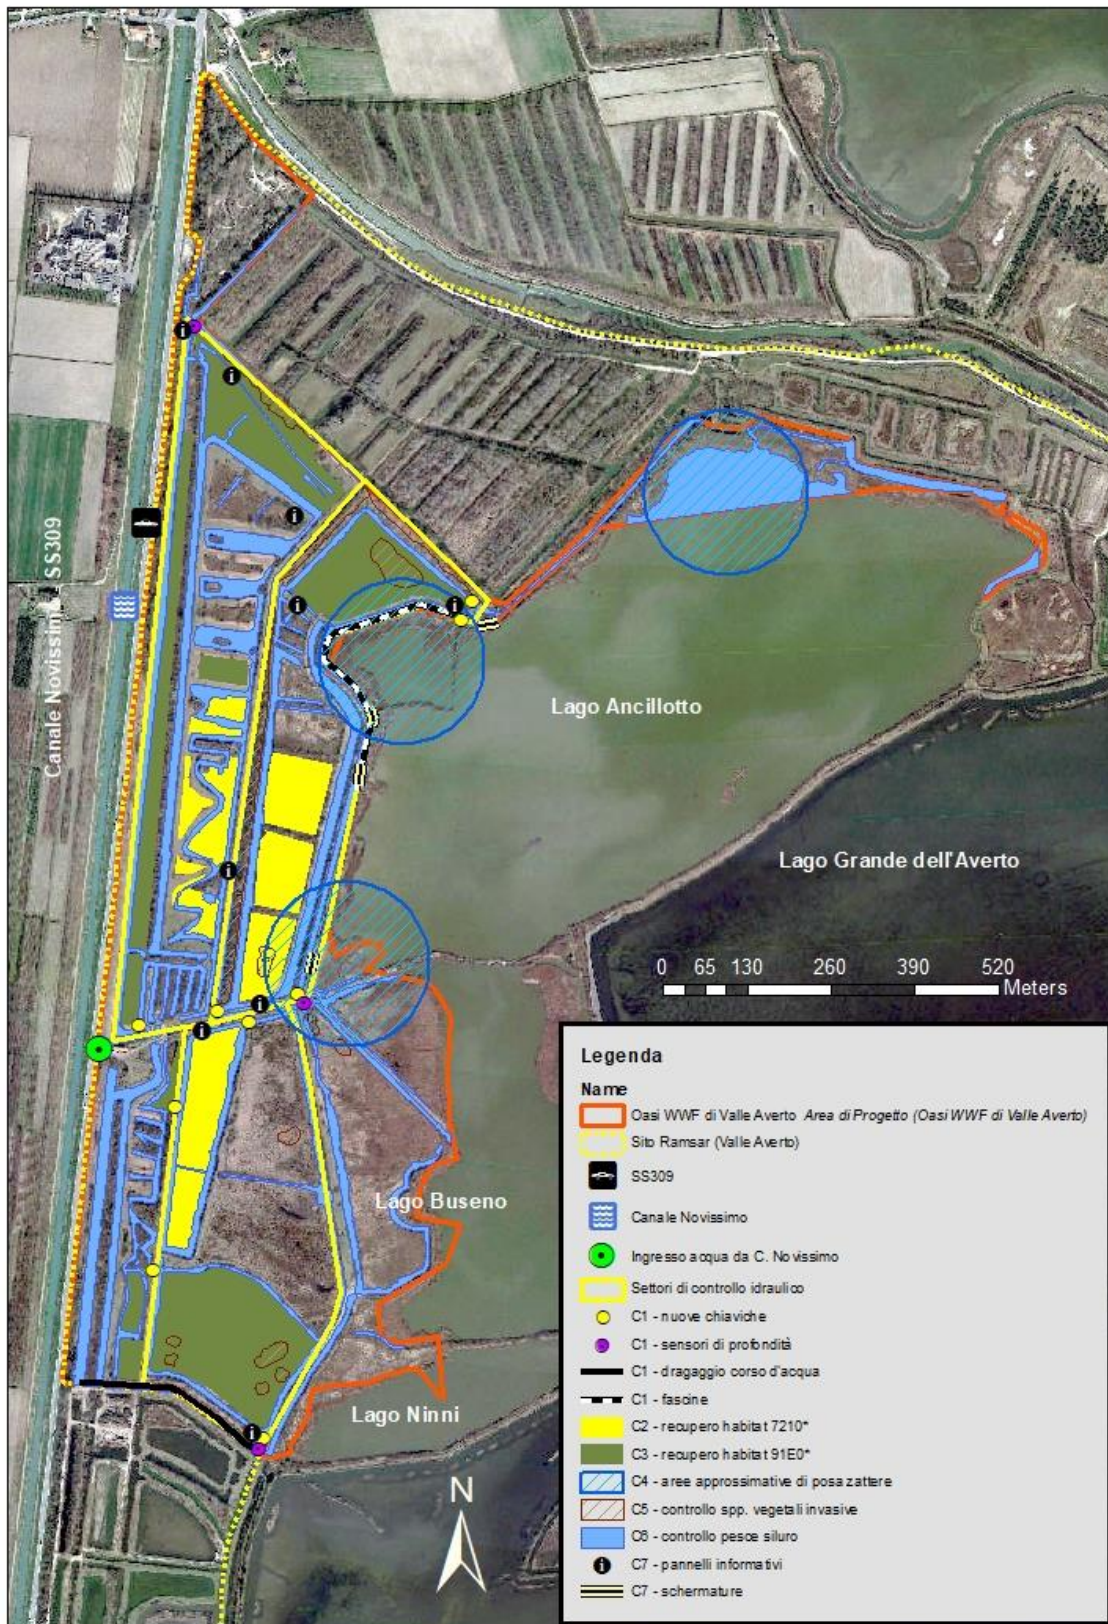 Canale Novissimo SS309
Lago Ancillotto
Lago Grande dell'Averto
0 65 130 260 390 520
Meters
Lago Buseno
Lago Ninni
N
Legenda
Name
Oasi WWF di Valle Averto Area di Progetto (Oasi WWF di Valle Averto)
Sito Ramsar (Valle Averto)
SS309
Canale Novissimo
Ingresso acqua da C. Novissimo
Settori di controllo idraulico
C1 - nuove chiaviche
C1 - sensori di profondità
C1 - dragaggio corso d'acqua
C1 - fascine
C2 - recupero habitat 7210*
C3 - recupero habitat 91E0*
C4 - aree approssimative di posa zattere
C5 - controllo spp. vegetali invasive
C6 - controllo pesce siluro
C7 - pannelli informativi
C7 - schermature